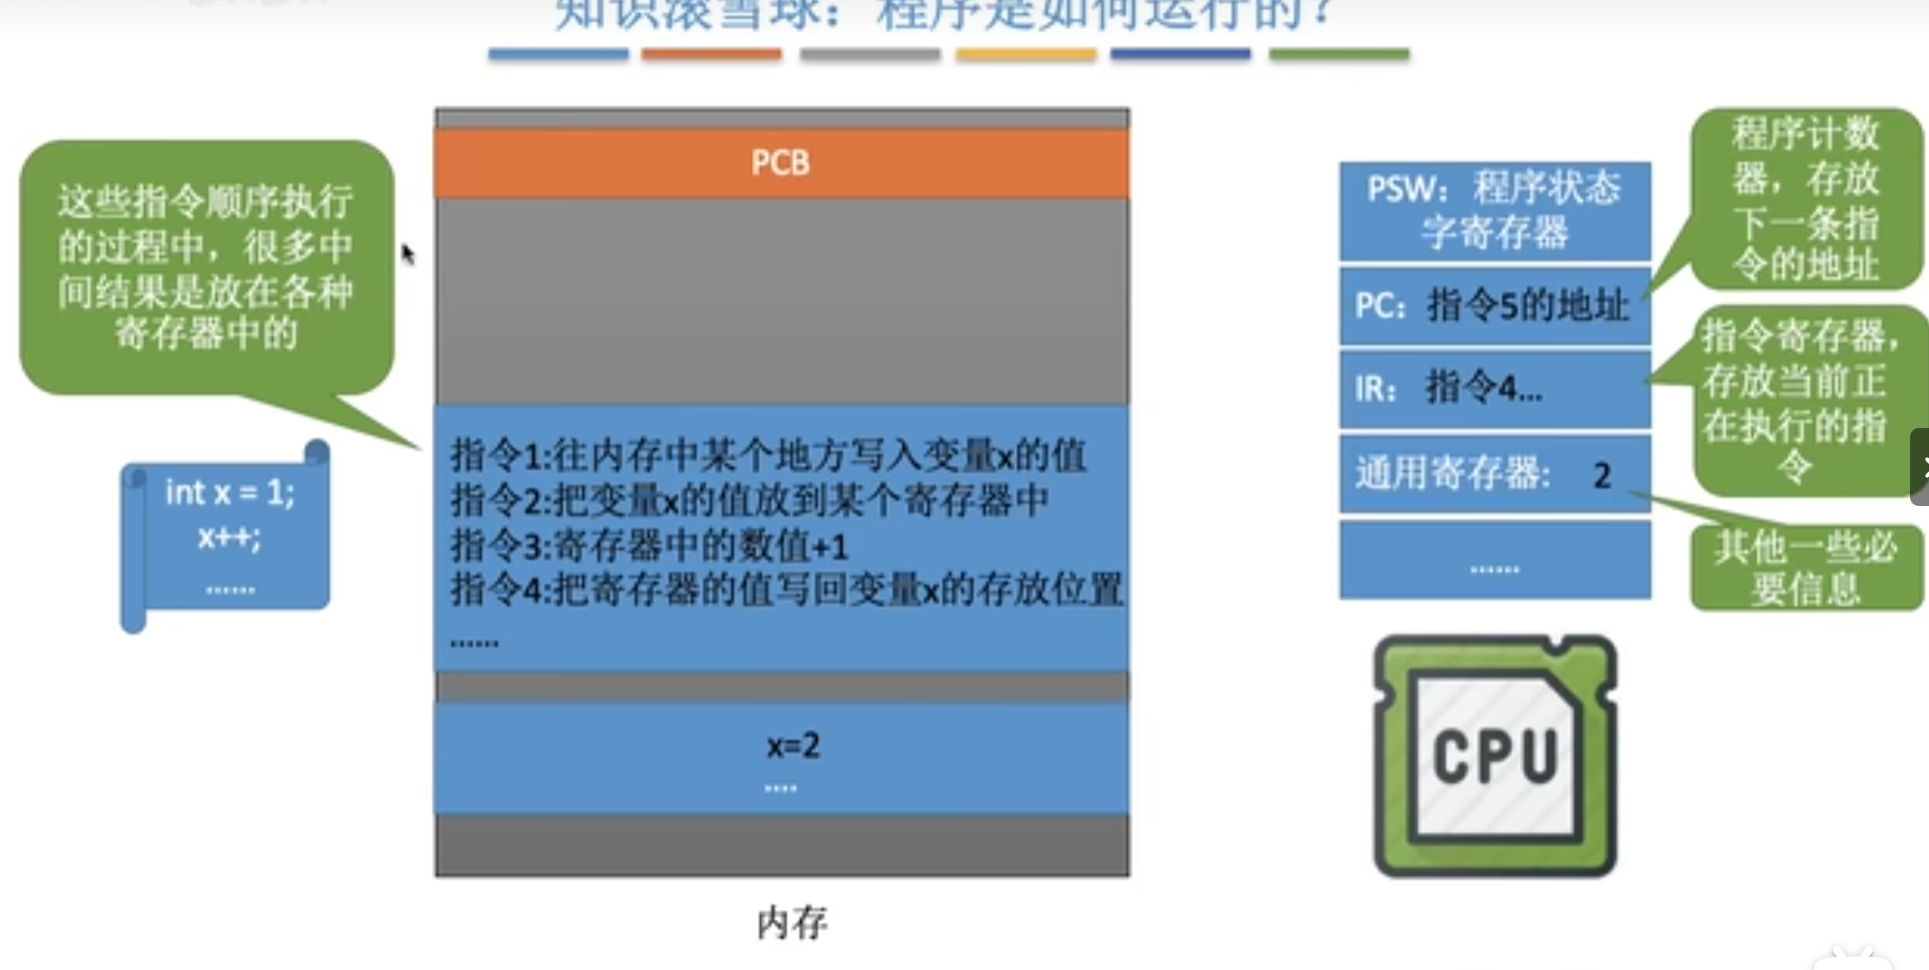 知识滚雪球：程序是如何运行的？
PCB
这些指令顺序执行
的过程中，很多中
间结果是放在各种
寄存器中的
int x = 1;
x++;
......
指令1:往内存中某个地方写入变量x的值
指令2:把变量x的值放到某个寄存器中
指令3:寄存器中的数值+1
指令4:把寄存器的值写回变量x的存放位置
......
x=2
....
内存
PSW：程序状态
字寄存器
PC：指令5的地址
IR：指令4...
通用寄存器： 2
......
程序计数
器，存放
下一条指
令的地址
指令寄存器，
存放当前正
在执行的指
令
其他一些必
要信息
CPU